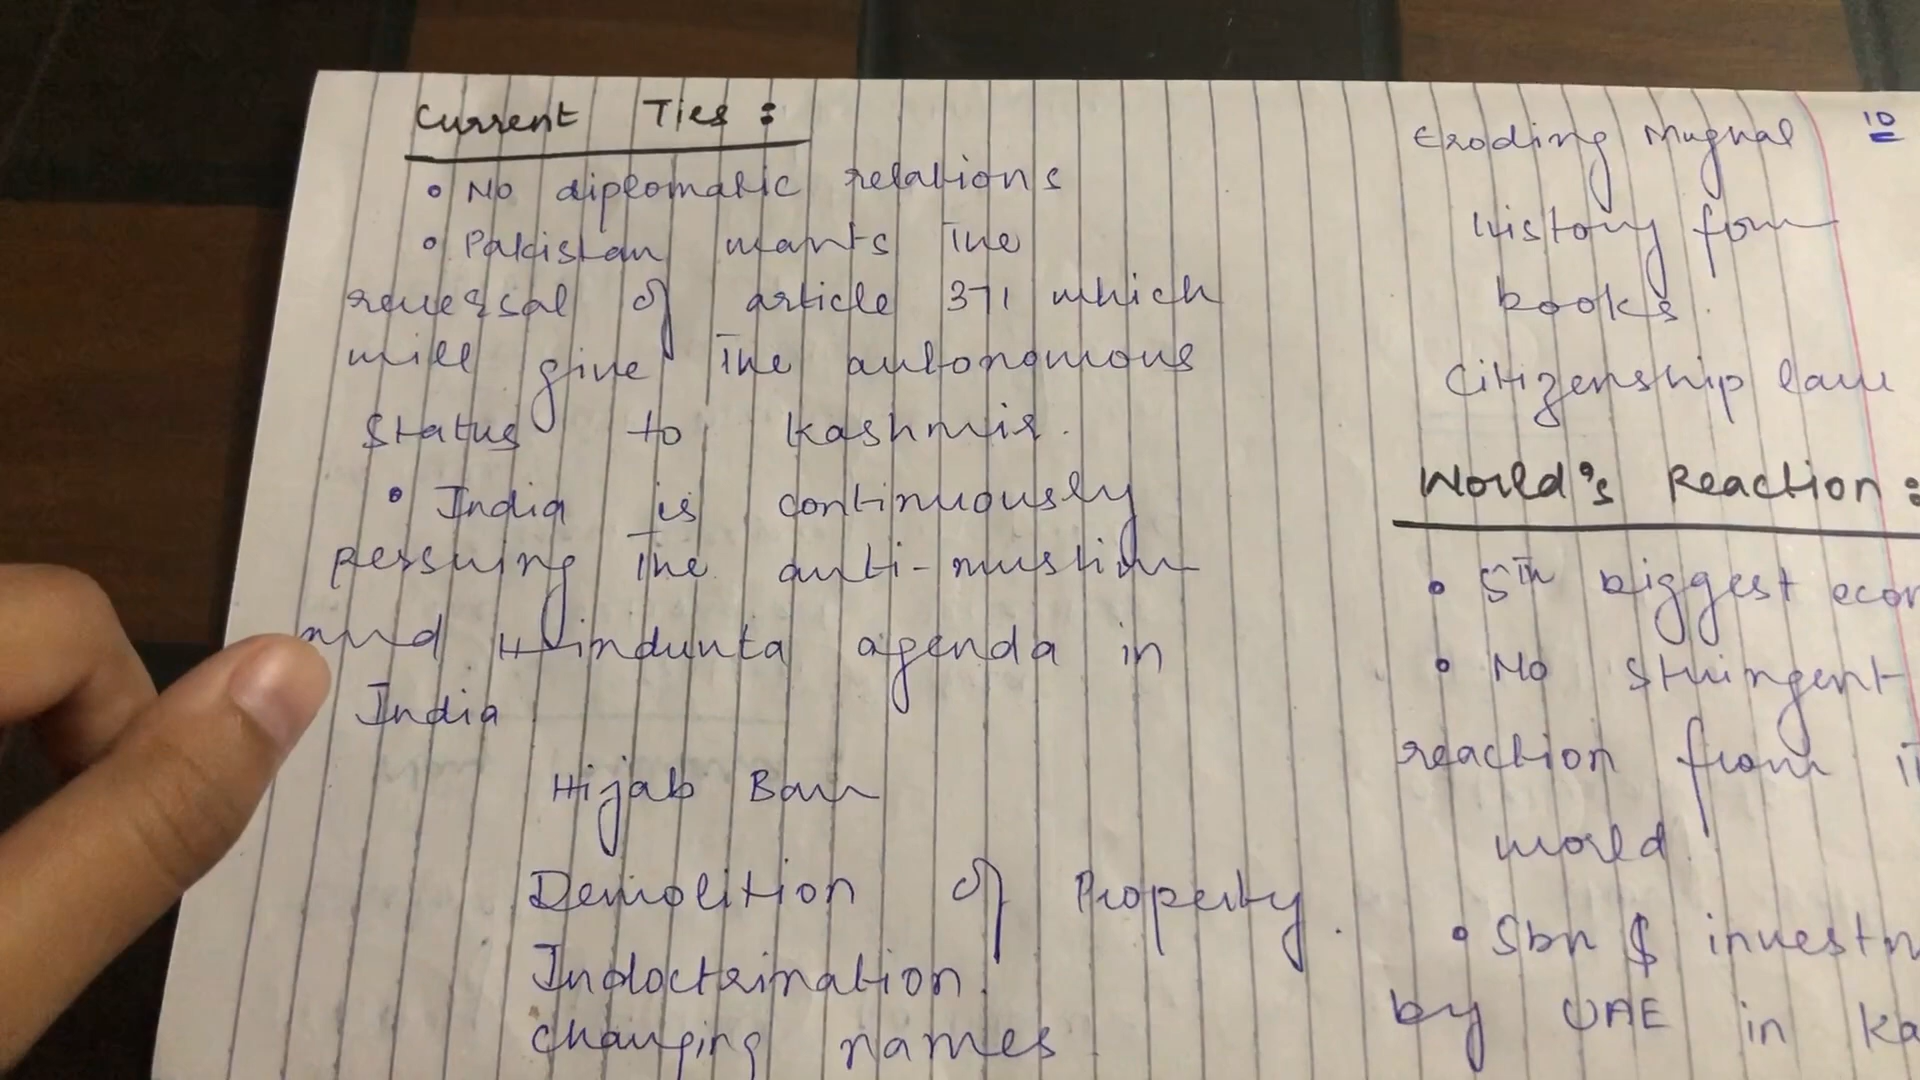 Current Ties:
• No diplomatic relations
• Pakistan wants the
reversal of article 371 which
will give the autonomous
status to Kashmir.
• India is continuously
perssuing the anti-muslim
and Hindunta agenda in
India
Hijab Ban
Demolition of Property.
Indoctrination.
Changing names
10
Eroding Mughal
history from
books.
Citizenship law
World's Reaction:
• 5th biggest econ
• No stringent
reaction from
world.
• 5bn $ investm
by UAE in Ka